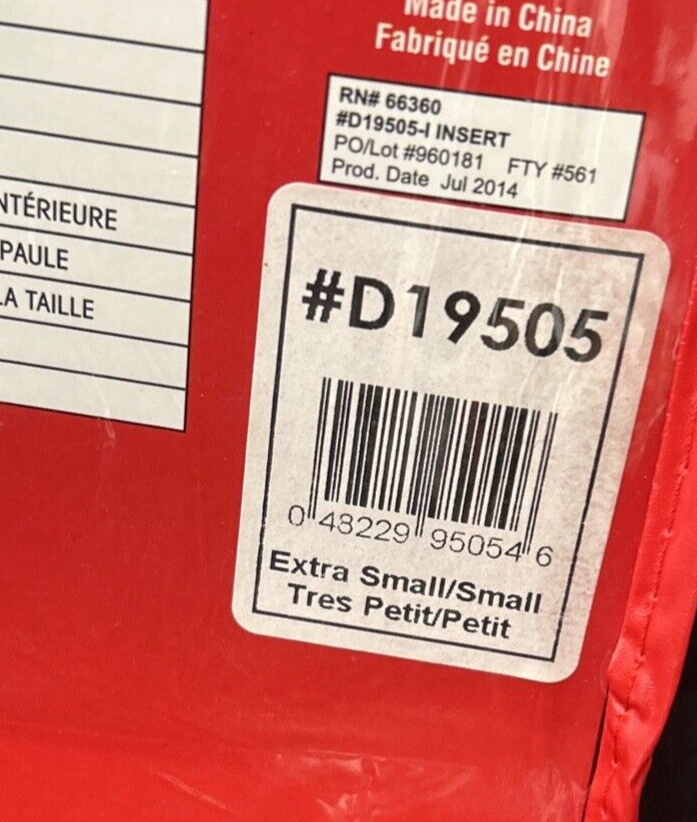 Made in China
Fabriqué en Chine
RN# 66360
#D19505-I INSERT
PO/Lot #960181 FTY #561
Prod. Date Jul 2014
NTÉRIEURE
PAULE
LA TAILLE
#D19505
0 48229 95054 6
Extra Small/Small
Tres Petit/Petit